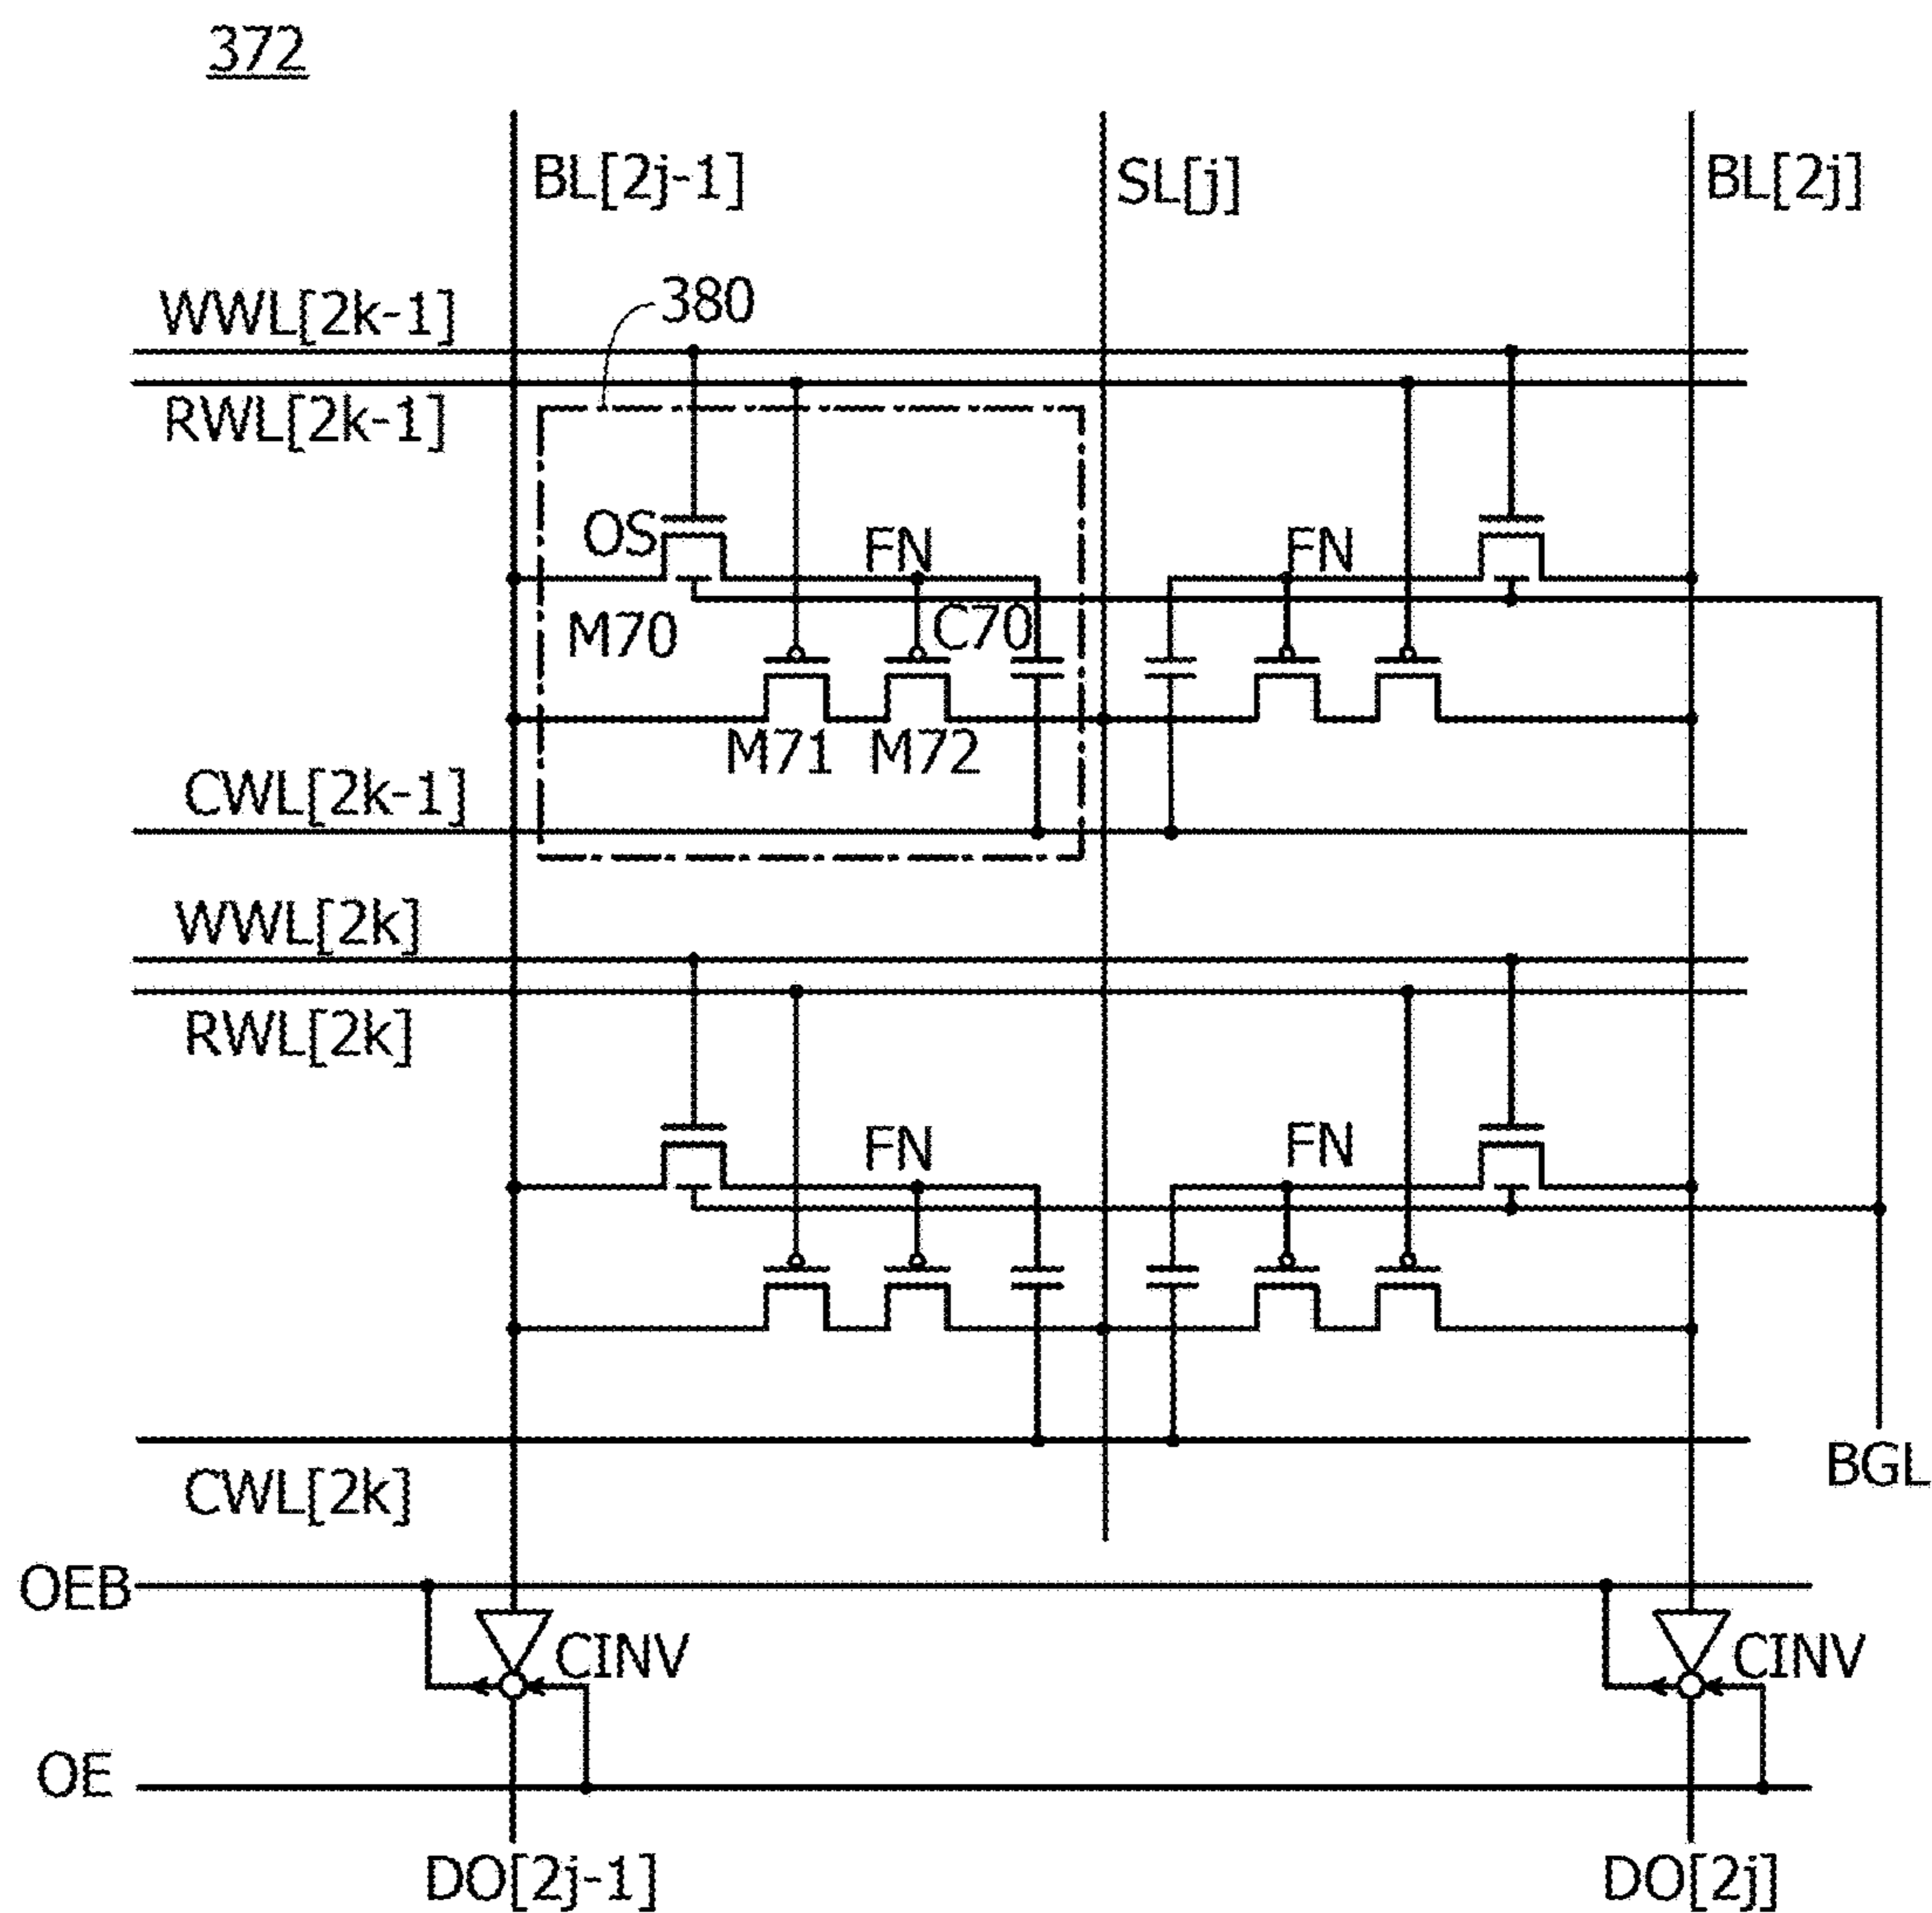 372
BL[2j-1]
SL[j]
BL[2j]
WWL[2k-1]
380
RWL[2k-1]
OS
FN
FN
M70
C70
M71
M72
CWL[2k-1]
WWL[2k]
RWL[2k]
FN
FN
CWL[2k]
BGL
OEB
CINV
CINV
OE
DO[2j-1]
DO[2j]